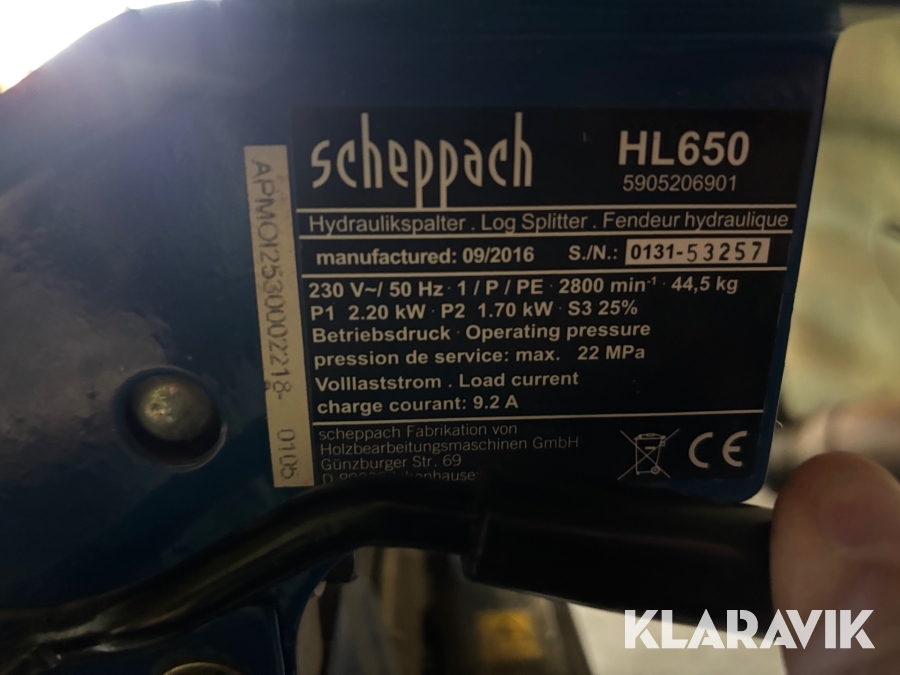 scheppach
HL650
5905206901
Hydraulikspalter . Log Splitter . Fendeur hydraulique
manufactured: 09/2016 S./N.: 0131-53257
230 V~/ 50 Hz · 1 / P / PE · 2800 min-1 · 44,5 kg
P1 2.20 kW · P2 1.70 kW · S3 25%
Betriebsdruck · Operating pressure
pression de service: max. 22 MPa
Volllaststrom . Load current
charge courant: 9.2 A
scheppach Fabrikation von
Holzbearbeitungsmaschinen GmbH
Günzburger Str. 69
APMOI2530002218- 0105
CE
KLARAVIK